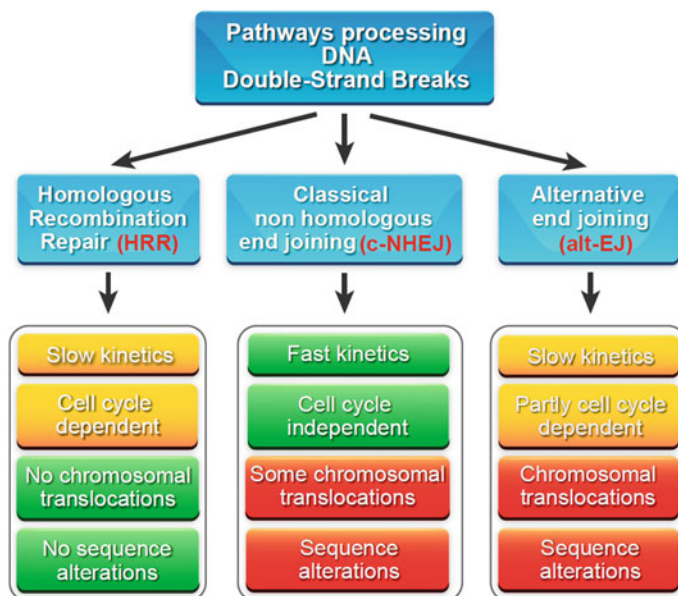 Pathways processing
DNA
Double-Strand Breaks
Homologous
Recombination
Repair (HRR)
Classical
non homologous
end joining (c-NHEJ)
Alternative
end joining
(alt-EJ)
Slow kinetics
Cell cycle
dependent
No chromosomal
translocations
No sequence
alterations
Fast kinetics
Cell cycle
independent
Some chromosomal
translocations
Sequence
alterations
Slow kinetics
Partly cell cycle
dependent
Chromosomal
translocations
Sequence
alterations